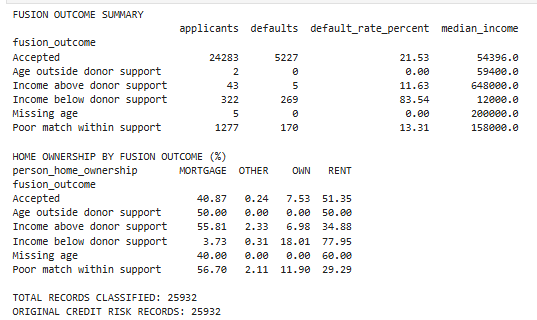 FUSION OUTCOME SUMMARY
applicants defaults default_rate_percent median_income
fusion_outcome
Accepted 24283 5227 21.53 54396.0
Age outside donor support 2 0 0.00 59400.0
Income above donor support 43 5 11.63 648000.0
Income below donor support 322 269 83.54 12000.0
Missing age 5 0 0.00 200000.0
Poor match within support 1277 170 13.31 158000.0
HOME OWNERSHIP BY FUSION OUTCOME (%)
person_home_ownership MORTGAGE OTHER OWN RENT
fusion_outcome
Accepted 40.87 0.24 7.53 51.35
Age outside donor support 50.00 0.00 0.00 50.00
Income above donor support 55.81 2.33 6.98 34.88
Income below donor support 3.73 0.31 18.01 77.95
Missing age 40.00 0.00 0.00 60.00
Poor match within support 56.70 2.11 11.90 29.29
TOTAL RECORDS CLASSIFIED: 25932
ORIGINAL CREDIT RISK RECORDS: 25932